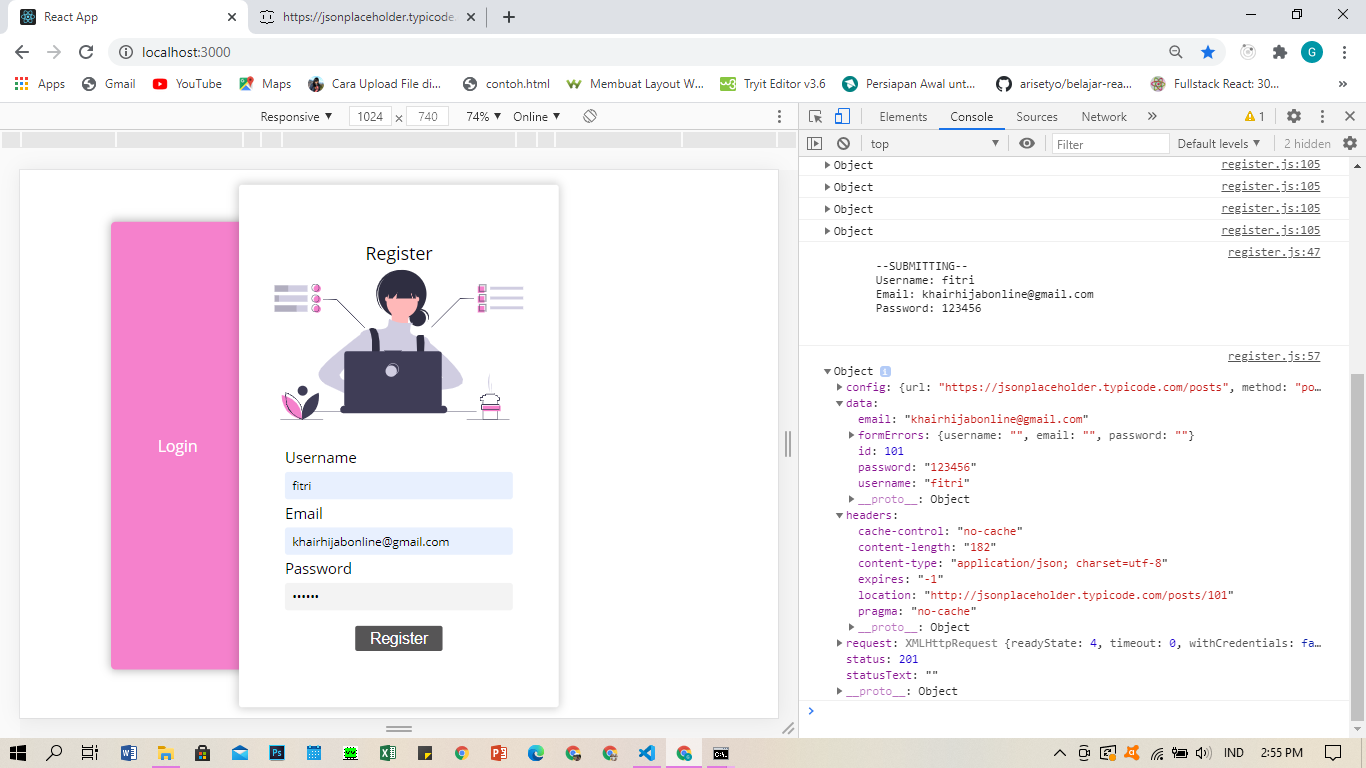 React App
https://jsonplaceholder.typicode.
localhost:3000
Apps
Gmail
YouTube
Maps
Cara Upload File di...
contoh.html
Membuat Layout W...
Tryit Editor v3.6
Persiapan Awal unt...
arisetyo/belajar-rea...
Fullstack React: 30...
Responsive
1024 × 740
74%
Online
Elements
Console
Sources
Network
1
top
Filter
Default levels
2 hidden
Object register.js:105
Object register.js:105
Object register.js:105
Object register.js:105
register.js:47
--SUBMITTING--
Username: fitri
Email: khairhijabonline@gmail.com
Password: 123456
register.js:57
Object i
config: {url: "https://jsonplaceholder.typicode.com/posts", method: "po…
data:
email: "khairhijabonline@gmail.com"
formErrors: {username: "", email: "", password: ""}
id: 101
password: "123456"
username: "fitri"
__proto__: Object
headers:
cache-control: "no-cache"
content-length: "182"
content-type: "application/json; charset=utf-8"
expires: "-1"
location: "http://jsonplaceholder.typicode.com/posts/101"
pragma: "no-cache"
__proto__: Object
request: XMLHttpRequest {readyState: 4, timeout: 0, withCredentials: fa…
status: 201
statusText: ""
__proto__: Object
Login
Register
Username
fitri
Email
khairhijabonline@gmail.com
Password
••••••
Register
IND
2:55 PM